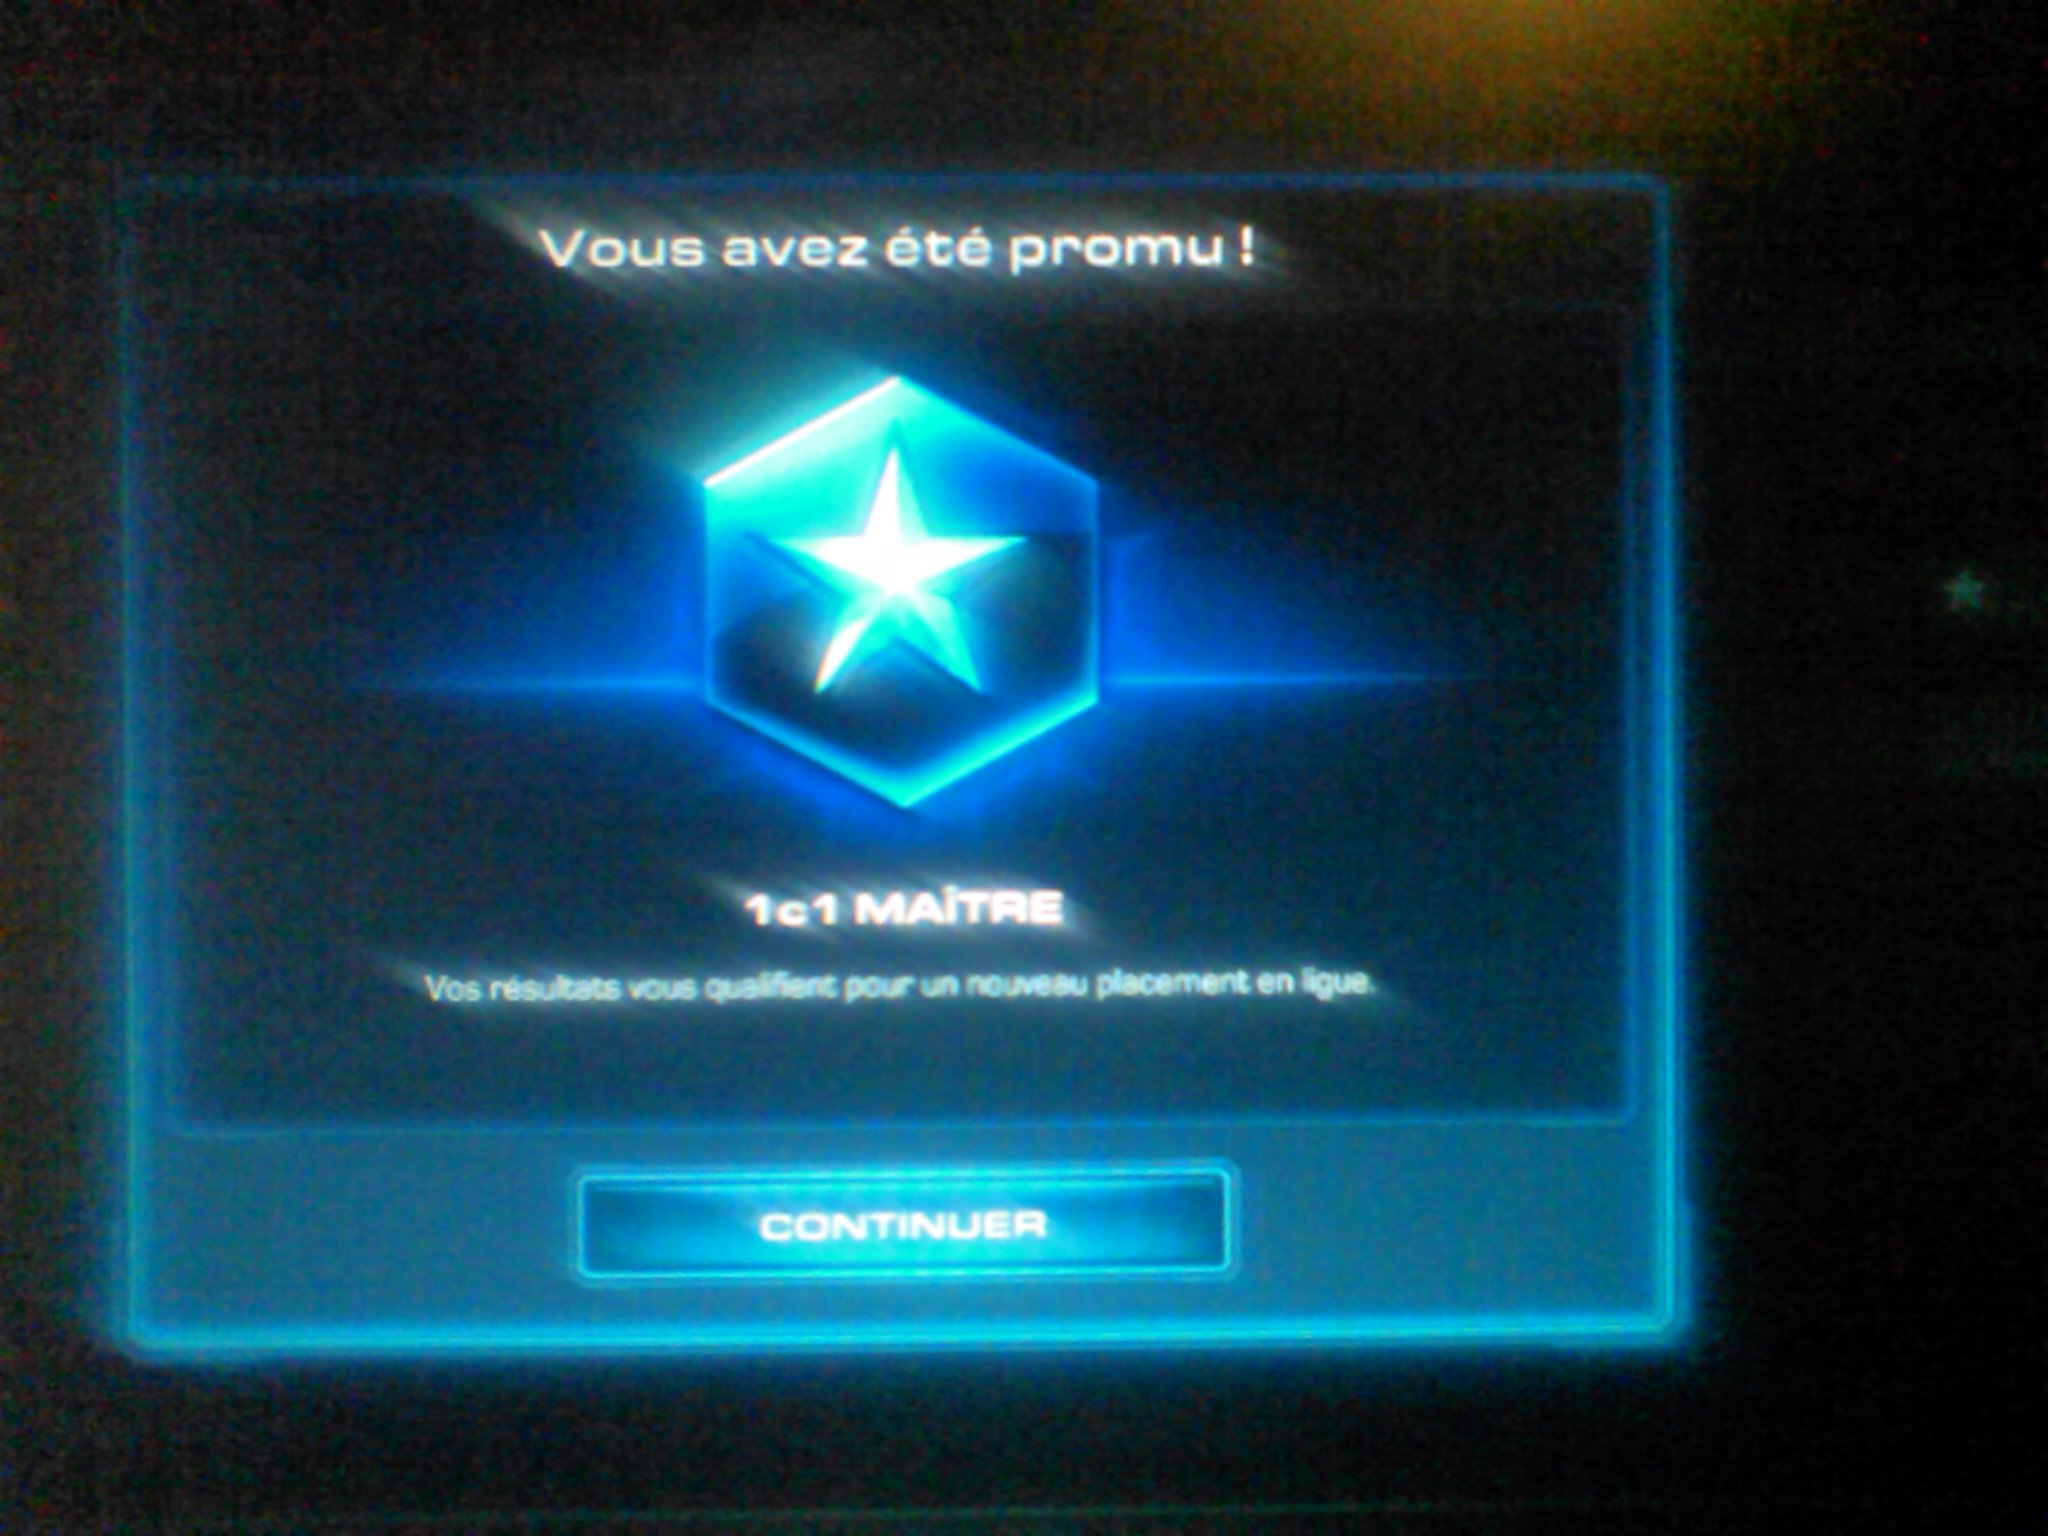 Vous avez été promu !
1c1 MAÎTRE
Vos résultats vous qualifient pour un nouveau placement en ligue.
CONTINUER